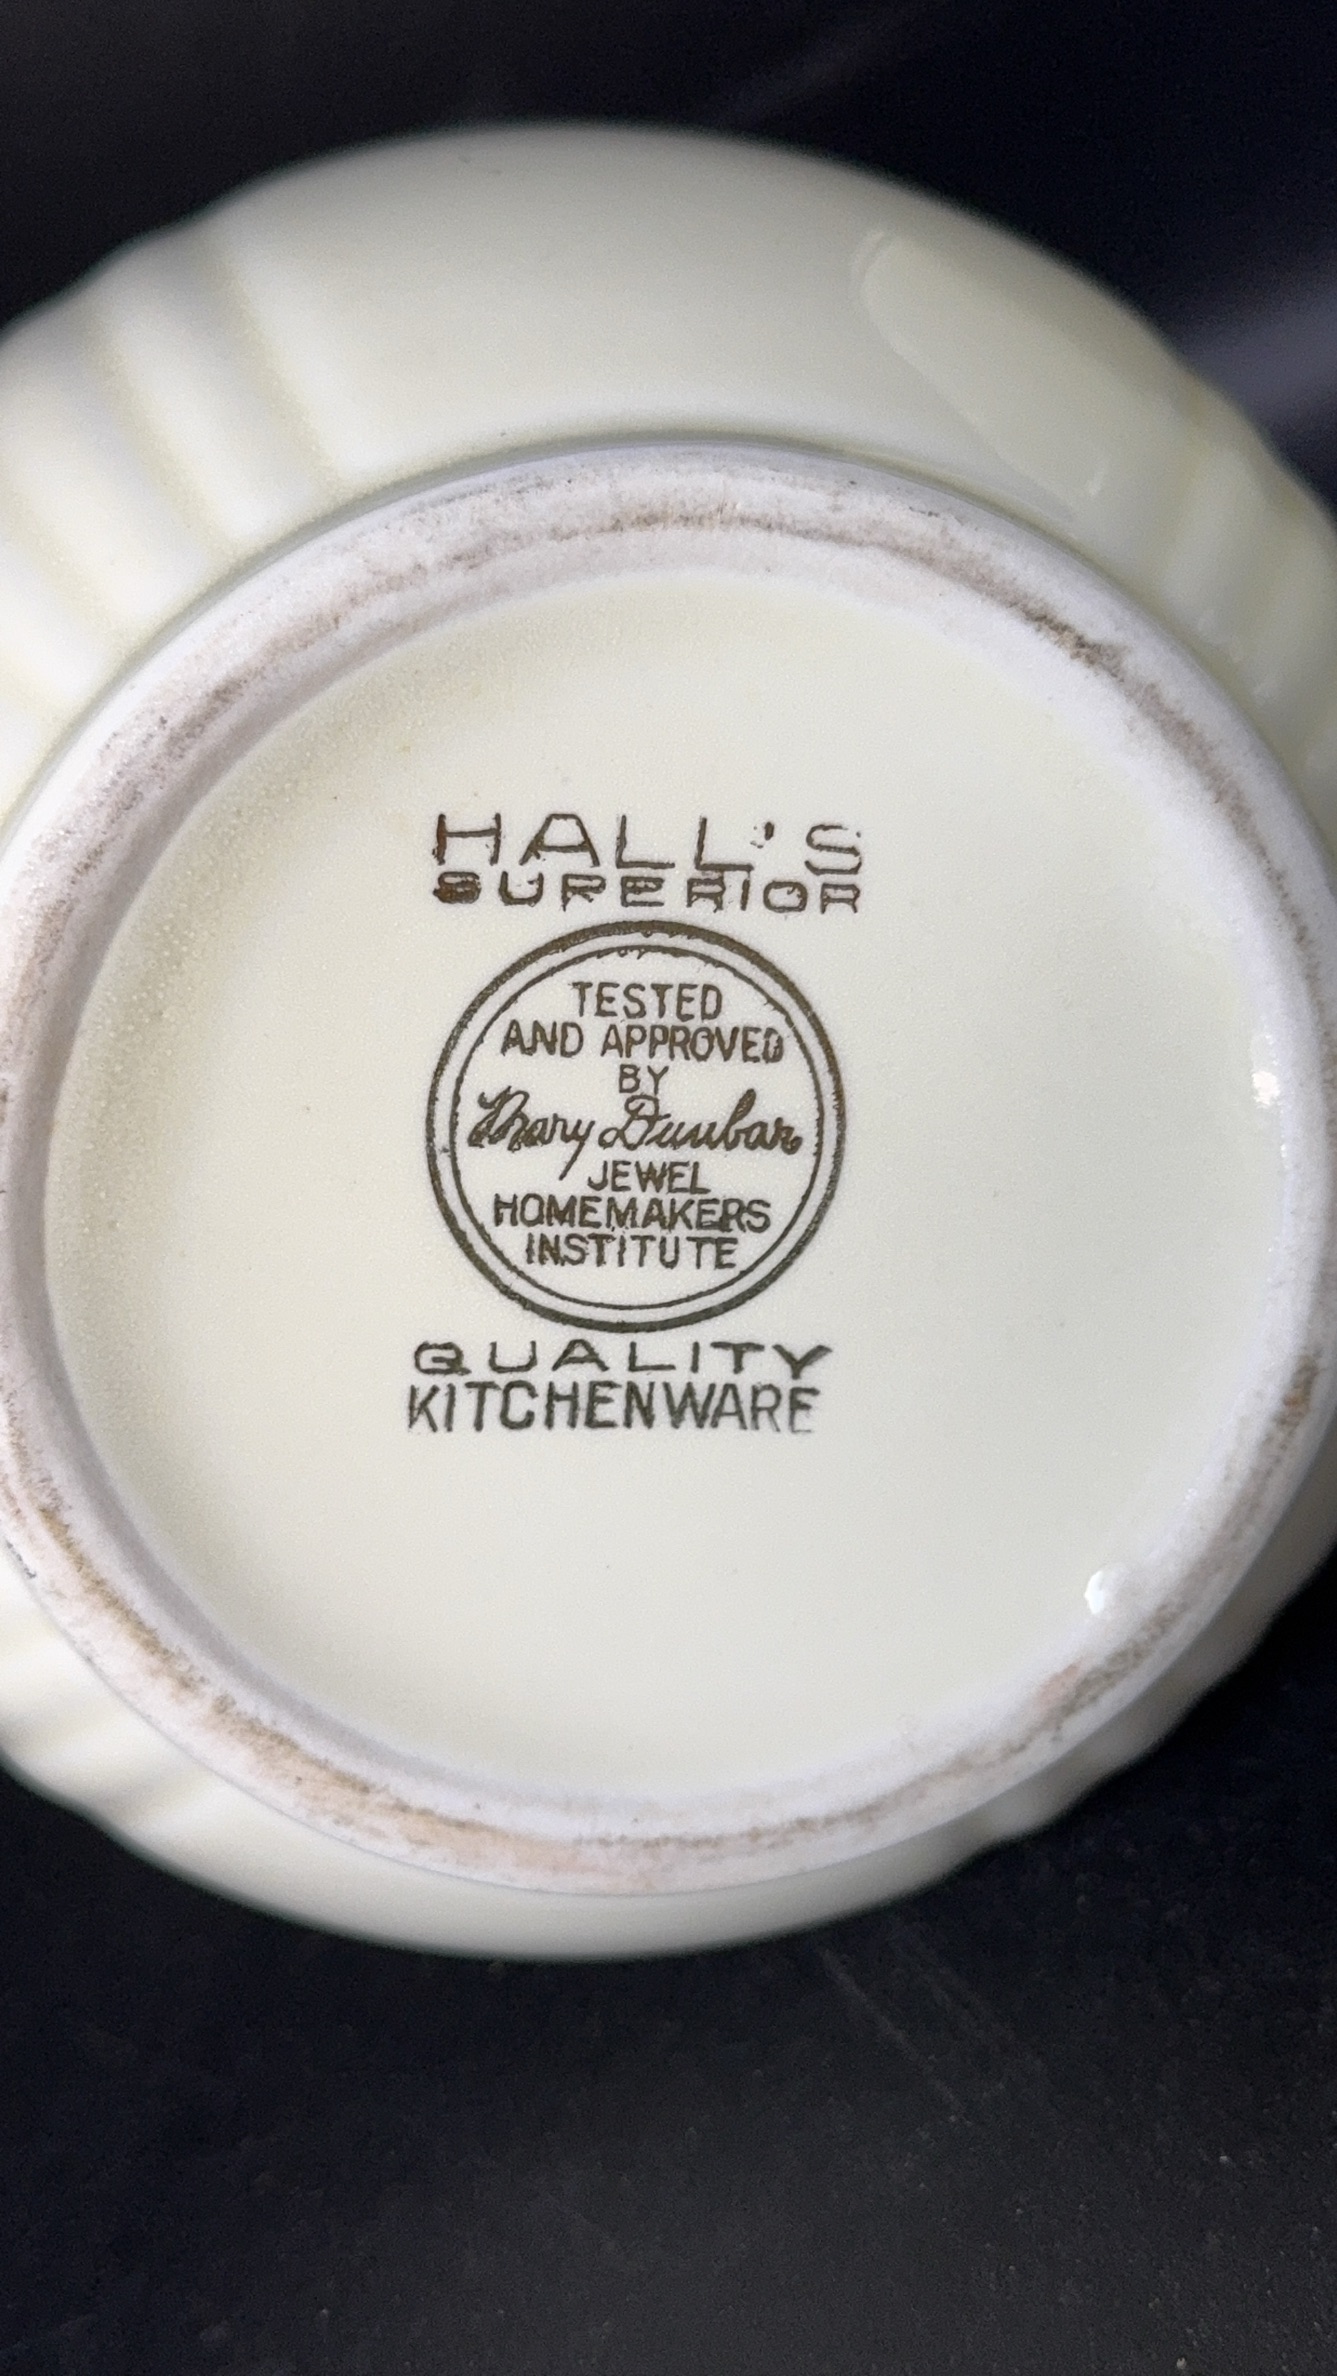 HALL'S
SUPERIOR
TESTED
AND APPROVED
BY
Mary Dunbar
JEWEL
HOMEMAKERS
INSTITUTE
QUALITY
KITCHENWARE